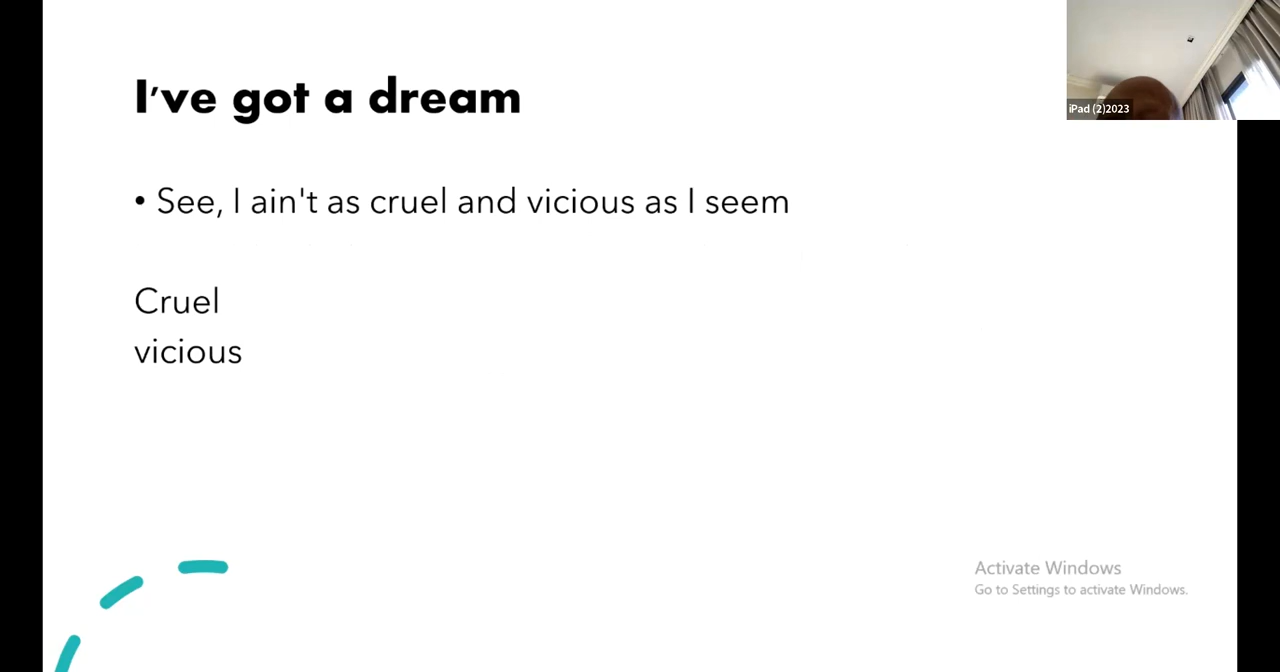 I've got a dream
• See, I ain't as cruel and vicious as I seem
Cruel
vicious
iPad (2)2023
Activate Windows
Go to Settings to activate Windows.